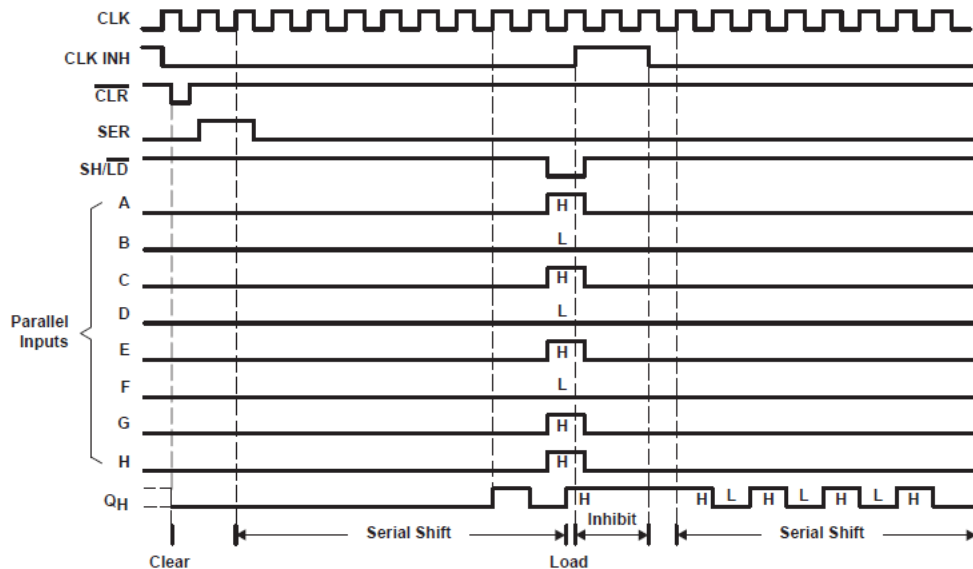 CLK
CLK INH
CLR
SER
SH/LD
A
H
B
L
C
H
D
L
Parallel
Inputs
E
H
F
L
G
H
H
H
QH
H
H
L
H
L
H
L
H
Inhibit
Serial Shift
Serial Shift
Clear
Load